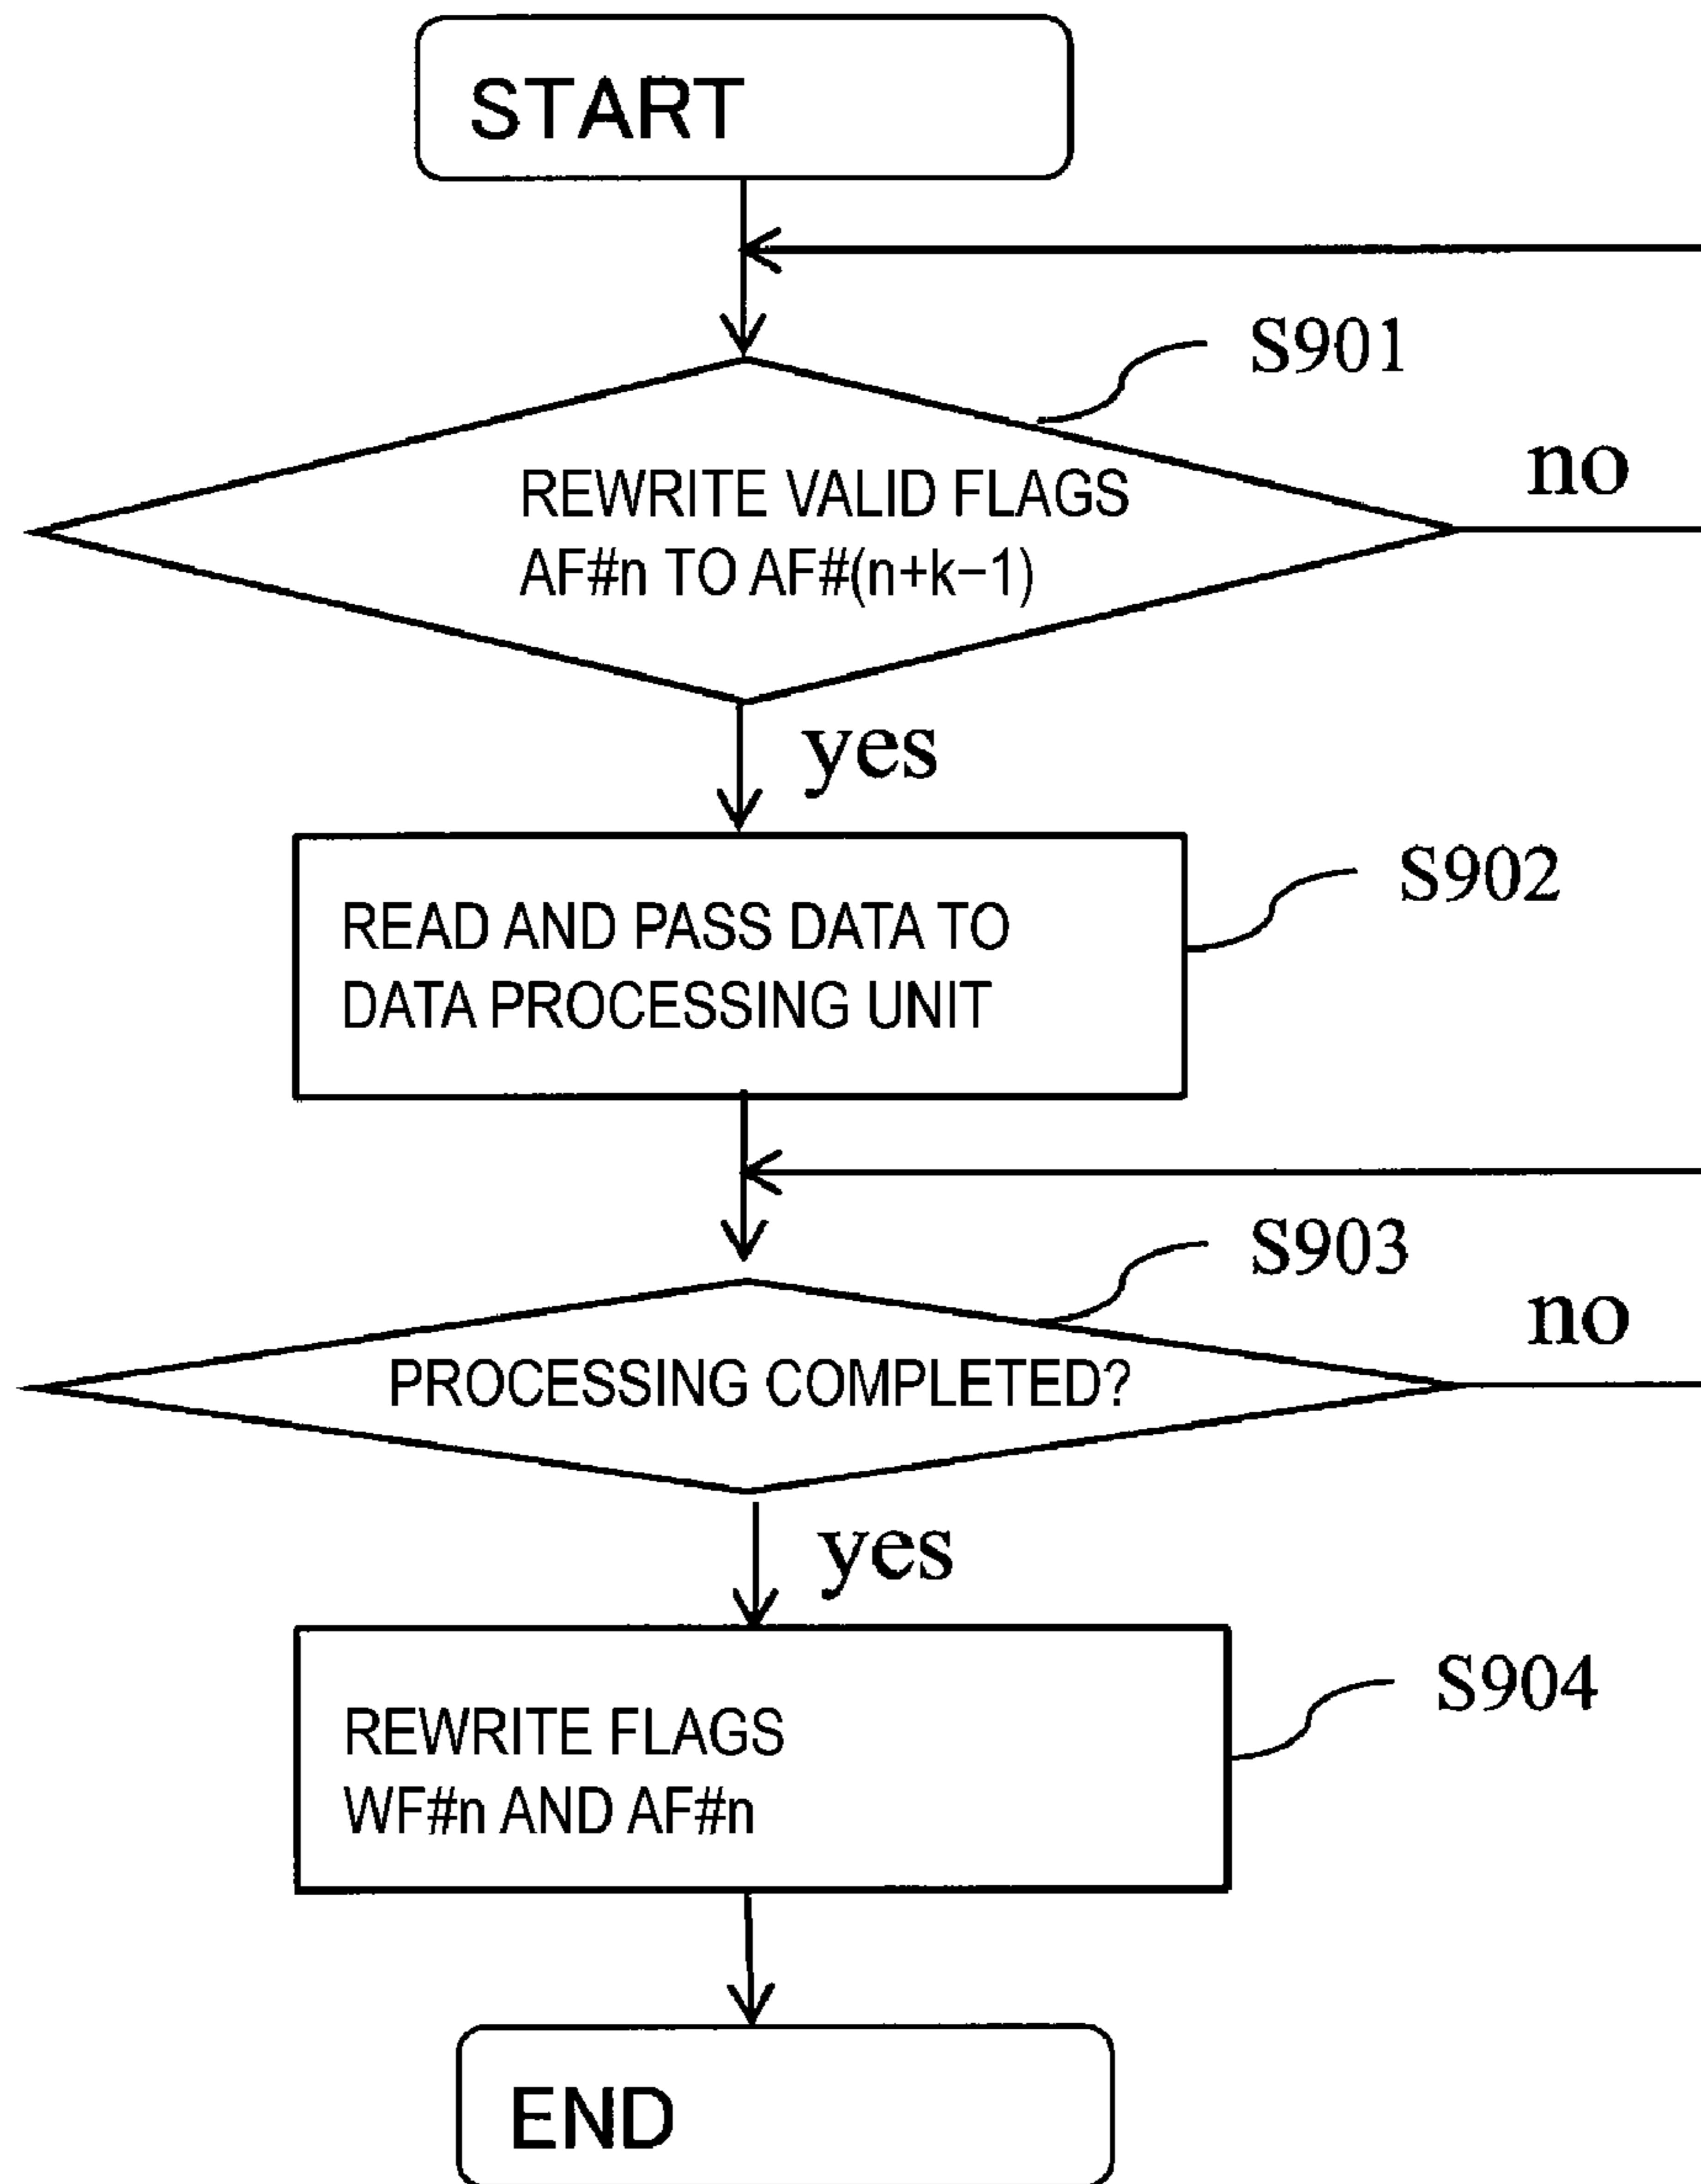 START
S901
REWRITE VALID FLAGS
AF#n TO AF#(n+k−1)
no
yes
S902
READ AND PASS DATA TO
DATA PROCESSING UNIT
S903
no
PROCESSING COMPLETED?
yes
S904
REWRITE FLAGS
WF#n AND AF#n
END